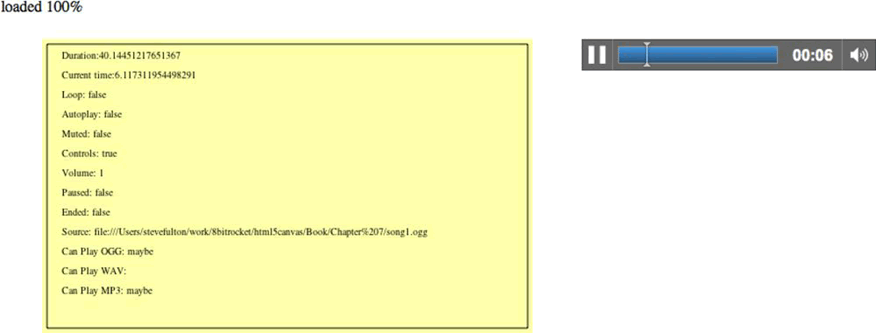 loaded 100%
Duration:40.14451217651367
Current time:6.117311954498291
Loop: false
Autoplay: false
Muted: false
Controls: true
Volume: 1
Paused: false
Ended: false
Source: file:///Users/stevefulton/work/8bitrocket/html5canvas/Book/Chapter%207/song1.ogg
Can Play OGG: maybe
Can Play WAV:
Can Play MP3: maybe
00:06